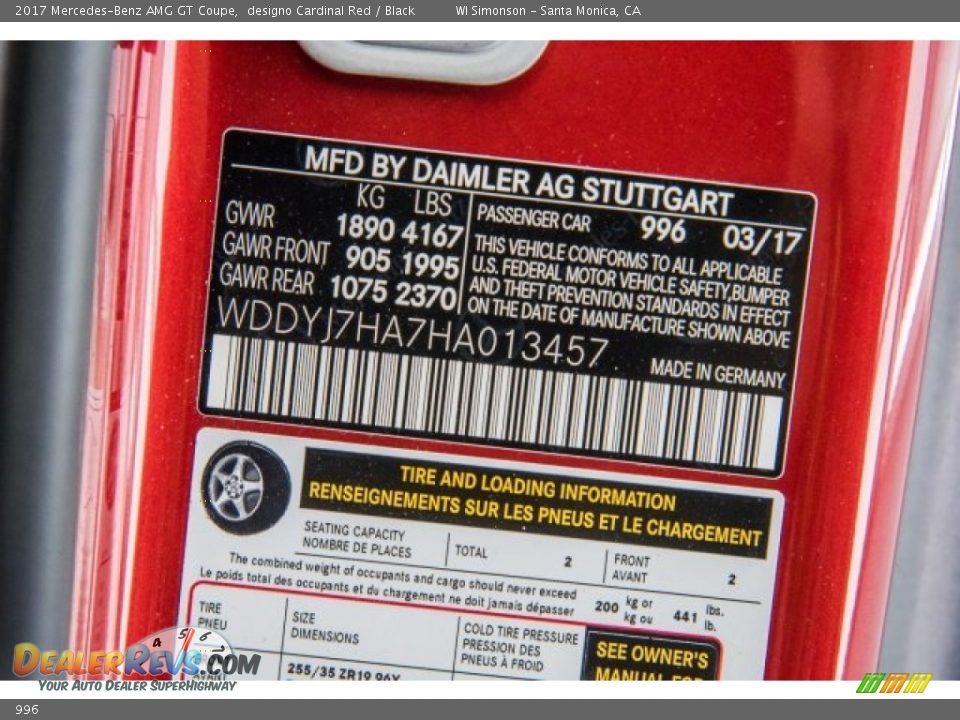 2017 Mercedes-Benz AMG GT Coupe, designo Cardinal Red / Black WI Simonson - Santa Monica, CA
MFD BY DAIMLER AG STUTTGART
KG LBS
GVWR 1890 4167
GAWR FRONT 905 1995
GAWR REAR 1075 2370
PASSENGER CAR 996 03/17
THIS VEHICLE CONFORMS TO ALL APPLICABLE
U.S. FEDERAL MOTOR VEHICLE SAFETY,BUMPER
AND THEFT PREVENTION STANDARDS IN EFFECT
ON THE DATE OF MANUFACTURE SHOWN ABOVE
WDDYJ7HA7HA013457
MADE IN GERMANY
TIRE AND LOADING INFORMATION
RENSEIGNEMENTS SUR LES PNEUS ET LE CHARGEMENT
SEATING CAPACITY
NOMBRE DE PLACES
TOTAL 2
FRONT
AVANT 2
The combined weight of occupants and cargo should never exceed
Le poids total des occupants et du chargement ne doit jamais dépasser
200 kg or
kg ou
441 lbs.
lb.
TIRE
PNEU
SIZE
DIMENSIONS
COLD TIRE PRESSURE
PRESSION DES
PNEUS À FROID
SEE OWNER'S
MANUAL FOR
255/35 ZR19 96Y
4 5 6
DealerRevs.com
Your Auto Dealer SuperHighway
996